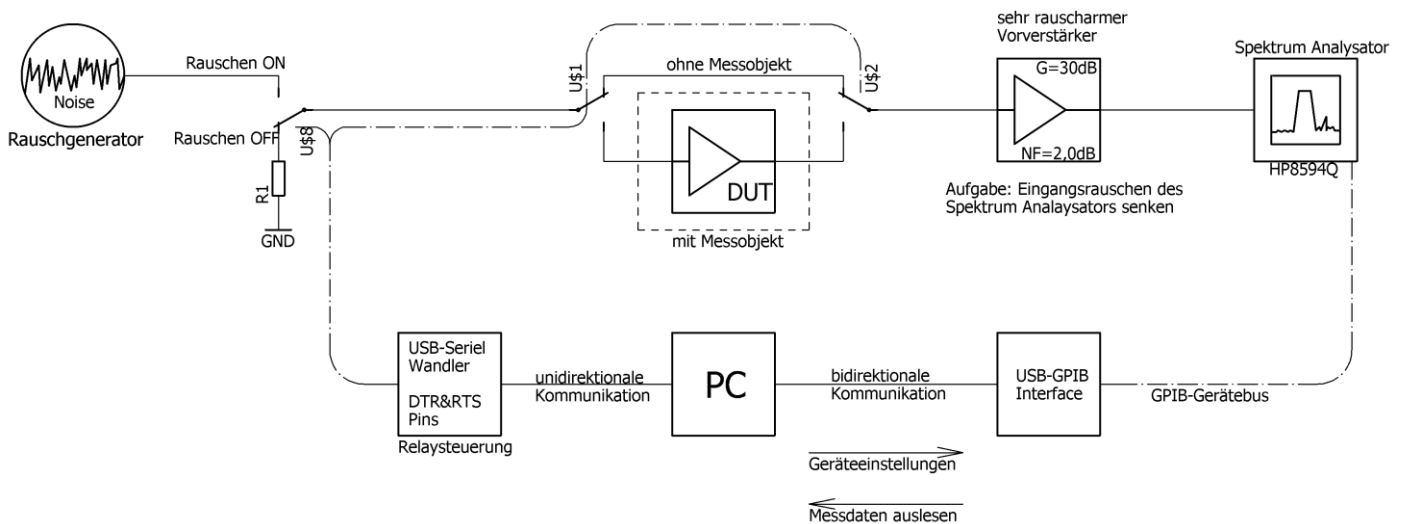 Noise
Rauschgenerator
Rauschen ON
Rauschen OFF
U$8
R1
GND
U$1
ohne Messobjekt
U$2
DUT
mit Messobjekt
sehr rauscharmer
Vorverstärker
G=30dB
NF=2,0dB
Aufgabe: Eingangsrauschen des
Spektrum Analaysators senken
Spektrum Analysator
HP8594Q
USB-Seriel
Wandler
DTR&RTS
Pins
Relaysteuerung
unidirektionale
Kommunikation
PC
bidirektionale
Kommunikation
USB-GPIB
Interface
GPIB-Gerätebus
Geräteeinstellungen
Messdaten auslesen